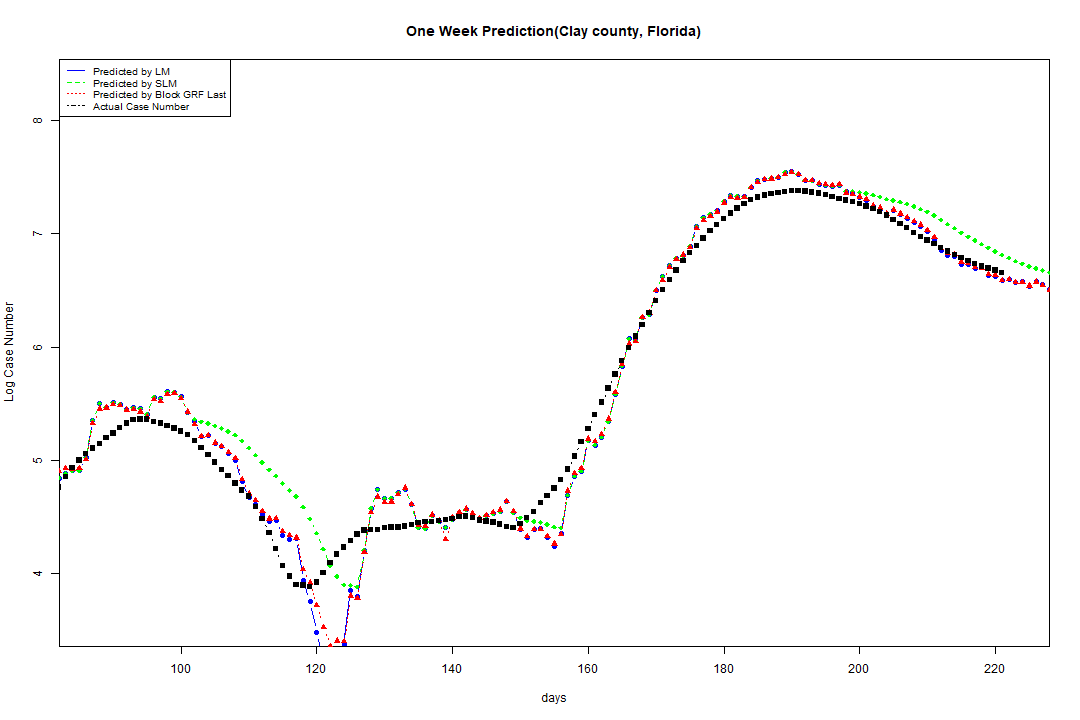 One Week Prediction(Clay county, Florida)
Predicted by LM
Predicted by SLM
Predicted by Block GRF Last
Actual Case Number
8
7
6
5
4
Log Case Number
100 120 140 160 180 200 220
days